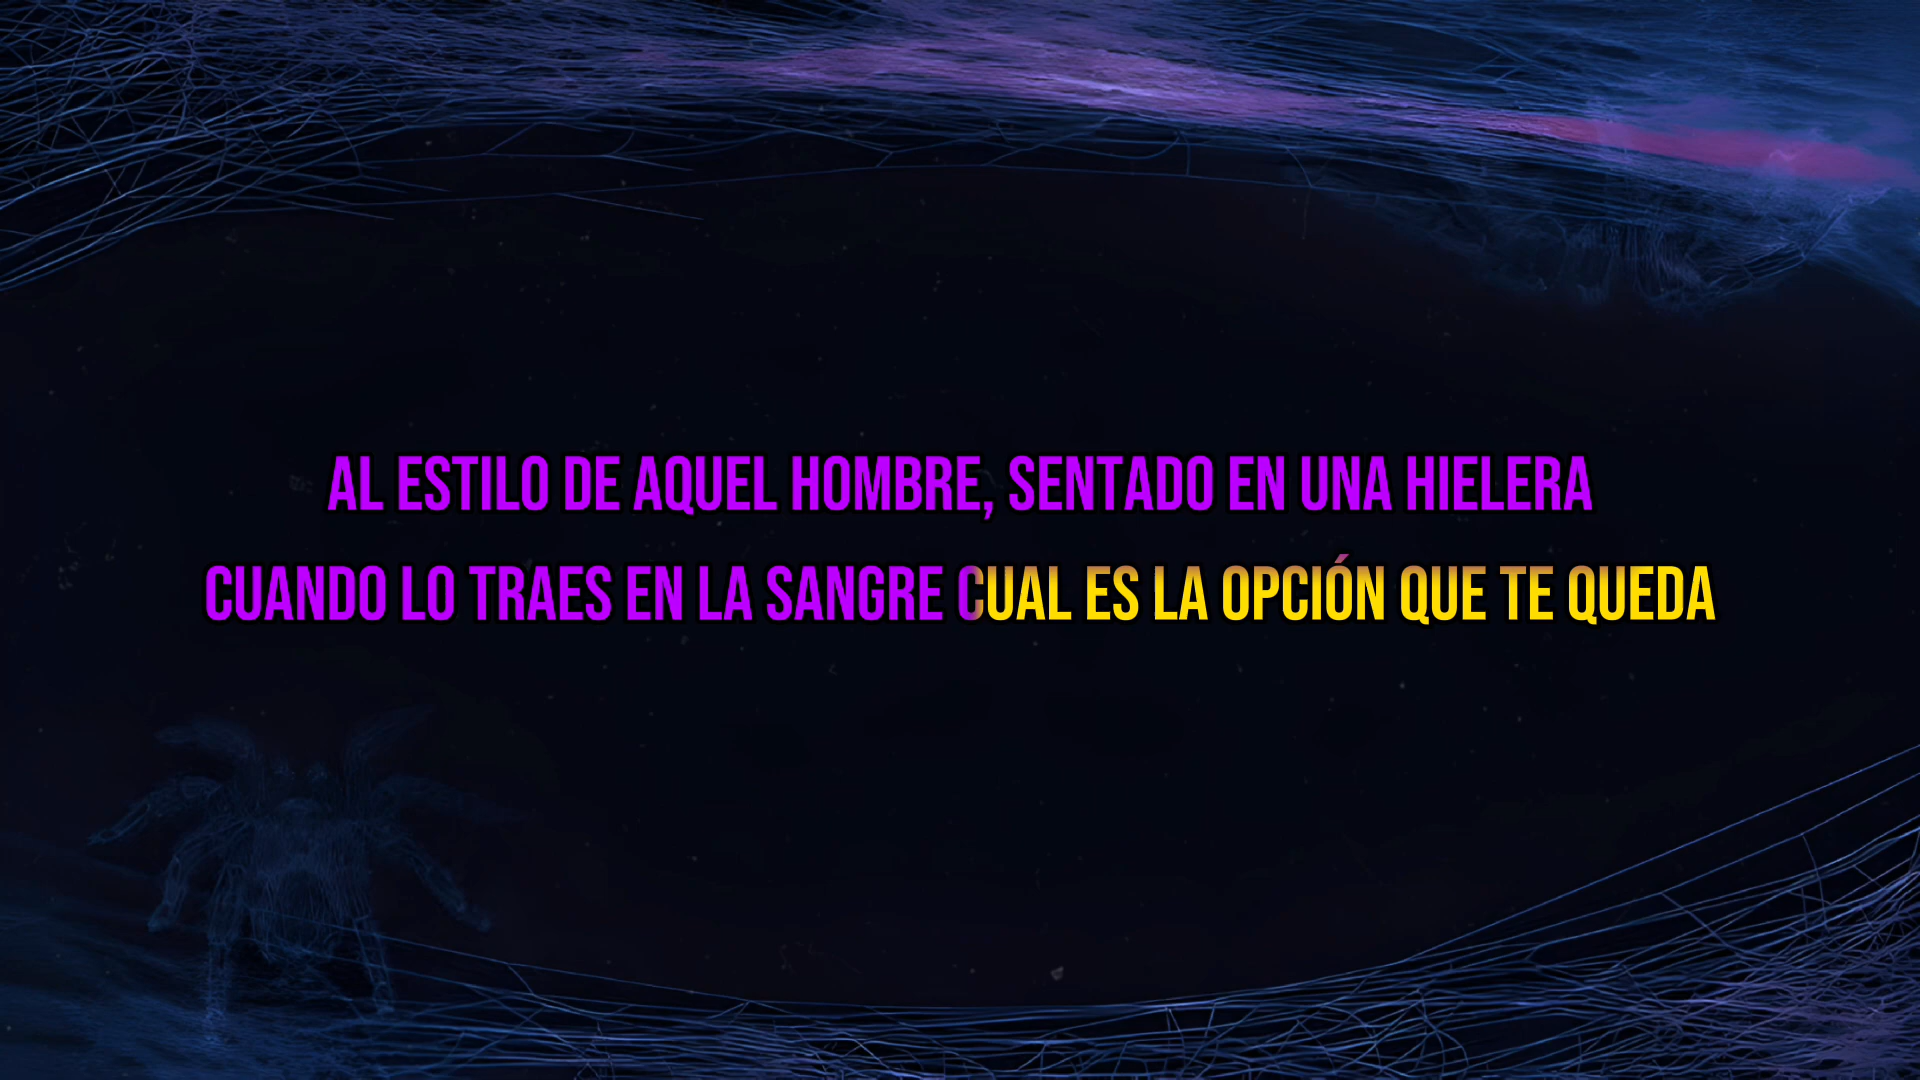 AL ESTILO DE AQUEL HOMBRE, SENTADO EN UNA HIELERA
CUANDO LO TRAES EN LA SANGRE CUAL ES LA OPCIÓN QUE TE QUEDA